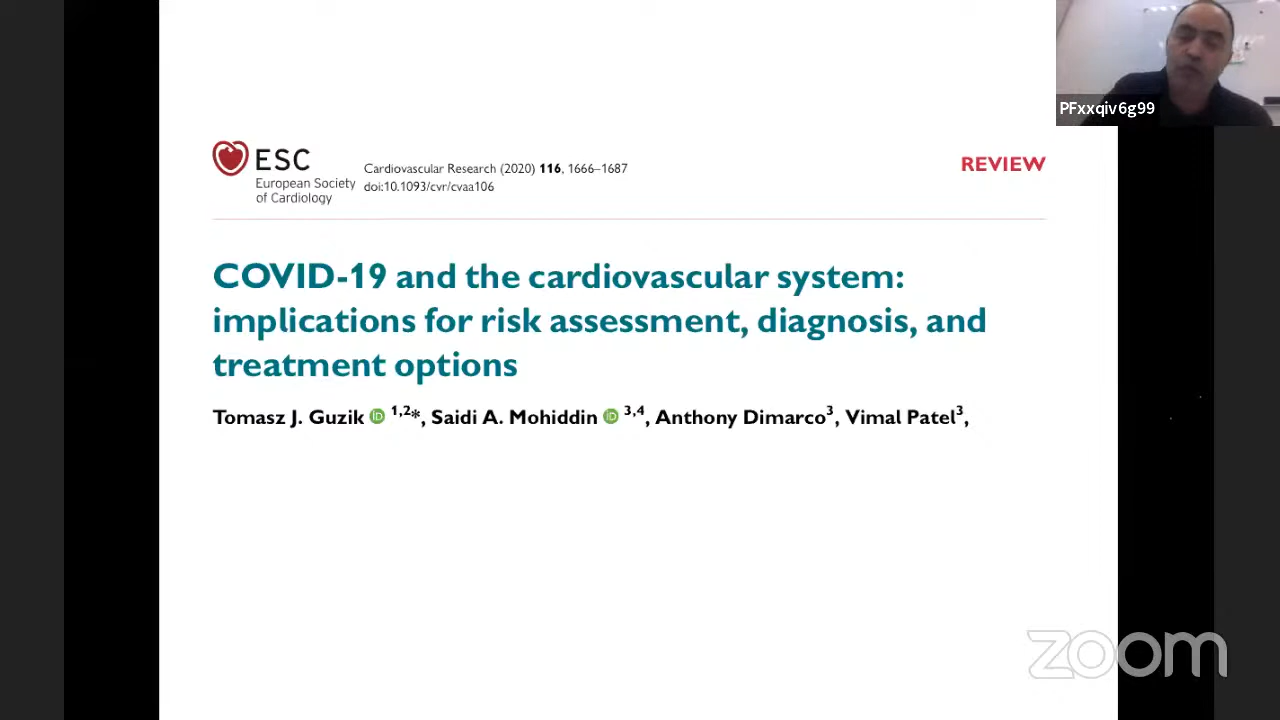 PFxxqiv6g99
ESC
European Society
of Cardiology
Cardiovascular Research (2020) 116, 1666–1687
doi:10.1093/cvr/cvaa106
REVIEW
COVID-19 and the cardiovascular system:
implications for risk assessment, diagnosis, and
treatment options
Tomasz J. Guzik iD 1,2*, Saidi A. Mohiddin iD 3,4, Anthony Dimarco3, Vimal Patel3,
zoom